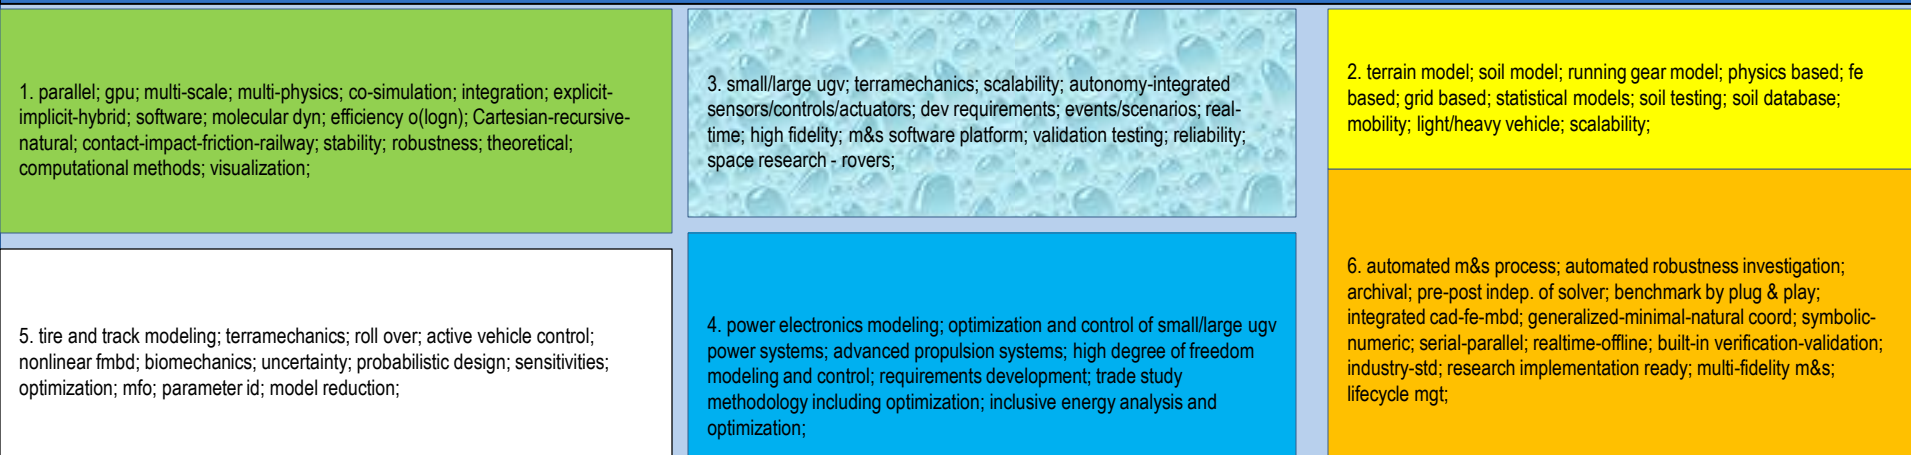 1. parallel; gpu; multi-scale; multi-physics; co-simulation; integration; explicit-
implicit-hybrid; software; molecular dyn; efficiency o(logn); Cartesian-recursive-
natural; contact-impact-friction-railway; stability; robustness; theoretical;
computational methods; visualization;
3. small/large ugv; terramechanics; scalability; autonomy-integrated
sensors/controls/actuators; dev requirements; events/scenarios; real-
time; high fidelity; m&s software platform; validation testing; reliability;
space research - rovers;
2. terrain model; soil model; running gear model; physics based; fe
based; grid based; statistical models; soil testing; soil database;
mobility; light/heavy vehicle; scalability;
5. tire and track modeling; terramechanics; roll over; active vehicle control;
nonlinear fmbd; biomechanics; uncertainty; probabilistic design; sensitivities;
optimization; mfo; parameter id; model reduction;
4. power electronics modeling; optimization and control of small/large ugv
power systems; advanced propulsion systems; high degree of freedom
modeling and control; requirements development; trade study
methodology including optimization; inclusive energy analysis and
optimization;
6. automated m&s process; automated robustness investigation;
archival; pre-post indep. of solver; benchmark by plug & play;
integrated cad-fe-mbd; generalized-minimal-natural coord; symbolic-
numeric; serial-parallel; realtime-offline; built-in verification-validation;
industry-std; research implementation ready; multi-fidelity m&s;
lifecycle mgt;